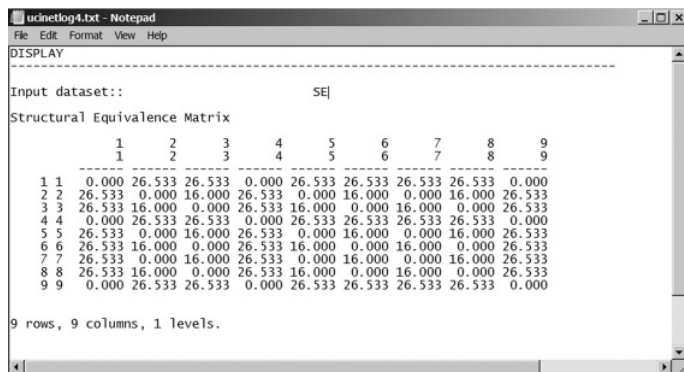 ucinetlog4.txt - Notepad
File Edit Format View Help
DISPLAY
--------------------------------------------------------------------------------
Input dataset:: SE
Structural Equivalence Matrix
1 2 3 4 5 6 7 8 9
1 2 3 4 5 6 7 8 9
------ ------ ------ ------ ------ ------ ------ ------ ------
1 1 0.000 26.533 26.533 0.000 26.533 26.533 26.533 26.533 0.000
2 2 26.533 0.000 16.000 26.533 0.000 16.000 0.000 16.000 26.533
3 3 26.533 16.000 0.000 26.533 16.000 0.000 16.000 0.000 26.533
4 4 0.000 26.533 26.533 0.000 26.533 26.533 26.533 26.533 0.000
5 5 26.533 0.000 16.000 26.533 0.000 16.000 0.000 16.000 26.533
6 6 26.533 16.000 0.000 26.533 16.000 0.000 16.000 0.000 26.533
7 7 26.533 0.000 16.000 26.533 0.000 16.000 0.000 16.000 26.533
8 8 26.533 16.000 0.000 26.533 16.000 0.000 16.000 0.000 26.533
9 9 0.000 26.533 26.533 0.000 26.533 26.533 26.533 26.533 0.000
9 rows, 9 columns, 1 levels.